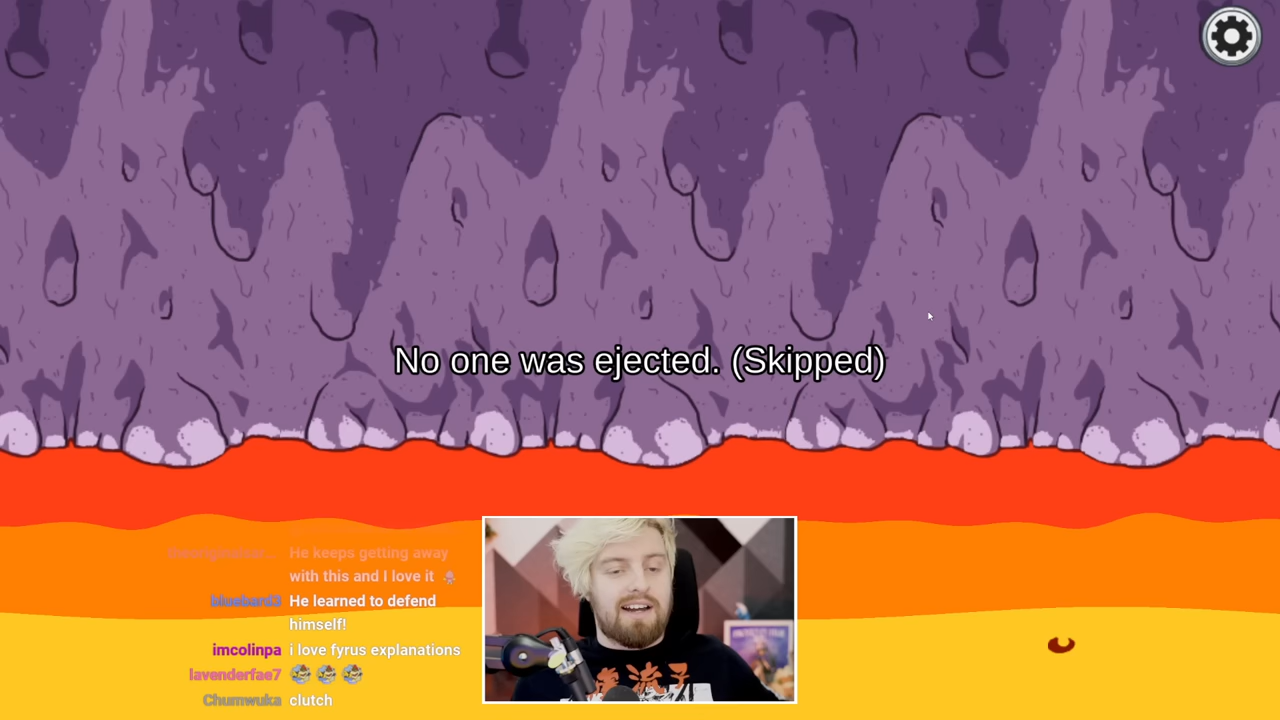 No one was ejected. (Skipped)
He keeps getting away
with this and I love it
bluebard3 He learned to defend
himself!
imcolinpa i love fyrus explanations
lavenderfae7
Chumwuka clutch